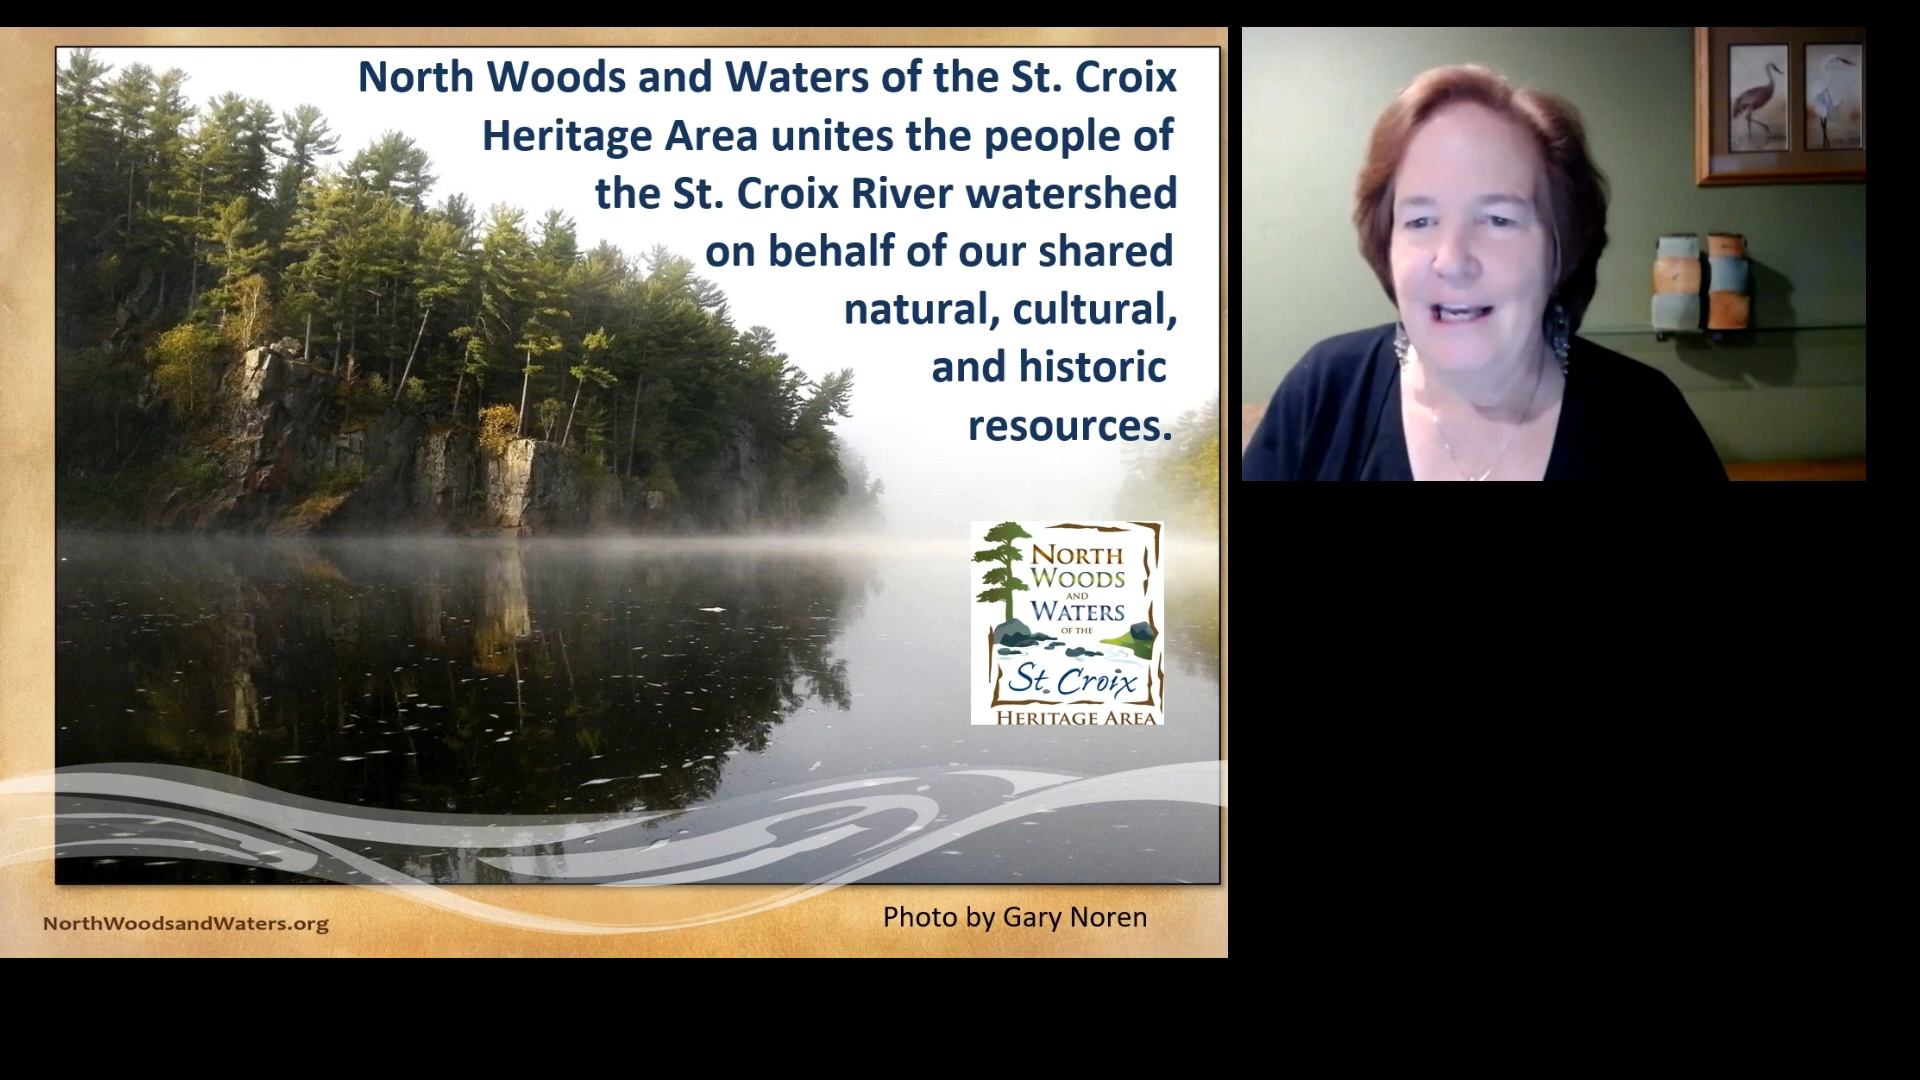 North Woods and Waters of the St. Croix
Heritage Area unites the people of
the St. Croix River watershed
on behalf of our shared
natural, cultural,
and historic
resources.
NORTH
WOODS
AND
WATERS
OF THE
St. Croix
HERITAGE AREA
NorthWoodsandWaters.org
Photo by Gary Noren